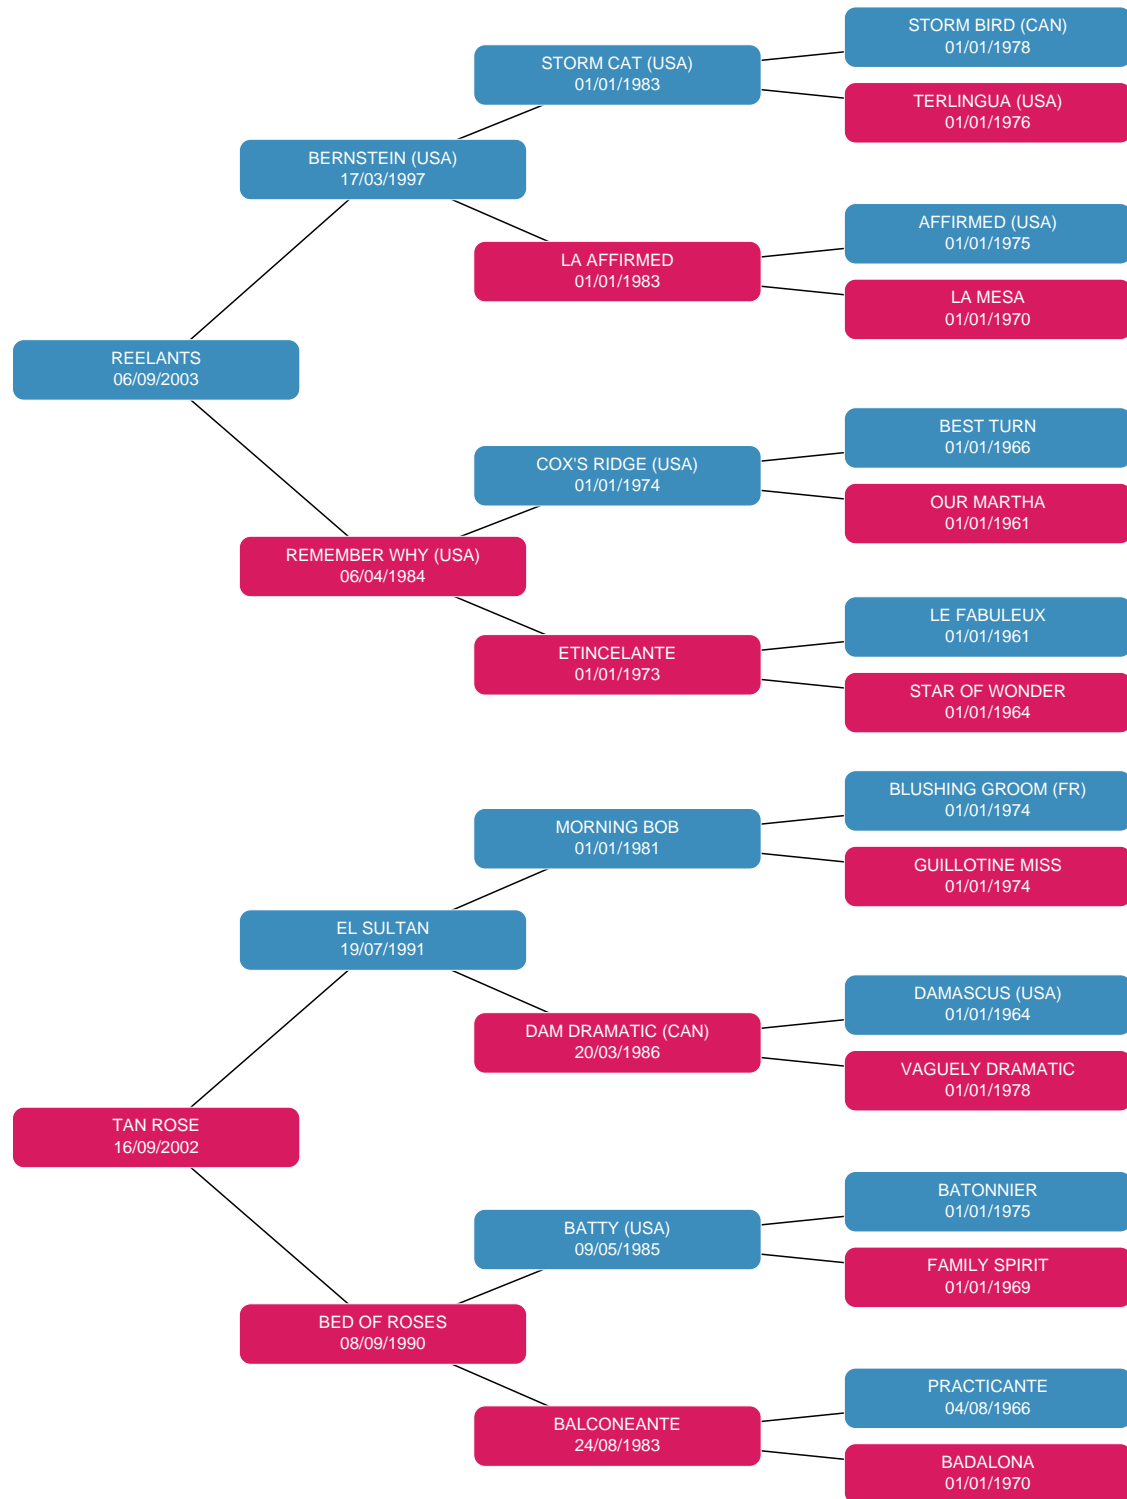 STORM BIRD (CAN)
01/01/1978
STORM CAT (USA)
01/01/1983
TERLINGUA (USA)
01/01/1976
BERNSTEIN (USA)
17/03/1997
AFFIRMED (USA)
01/01/1975
LA AFFIRMED
01/01/1983
LA MESA
01/01/1970
REELANTS
06/09/2003
BEST TURN
01/01/1966
COX'S RIDGE (USA)
01/01/1974
OUR MARTHA
01/01/1961
REMEMBER WHY (USA)
06/04/1984
LE FABULEUX
01/01/1961
ETINCELANTE
01/01/1973
STAR OF WONDER
01/01/1964
BLUSHING GROOM (FR)
01/01/1974
MORNING BOB
01/01/1981
GUILLOTINE MISS
01/01/1974
EL SULTAN
19/07/1991
DAMASCUS (USA)
01/01/1964
DAM DRAMATIC (CAN)
20/03/1986
VAGUELY DRAMATIC
01/01/1978
TAN ROSE
16/09/2002
BATONNIER
01/01/1975
BATTY (USA)
09/05/1985
FAMILY SPIRIT
01/01/1969
BED OF ROSES
08/09/1990
PRACTICANTE
04/08/1966
BALCONEANTE
24/08/1983
BADALONA
01/01/1970